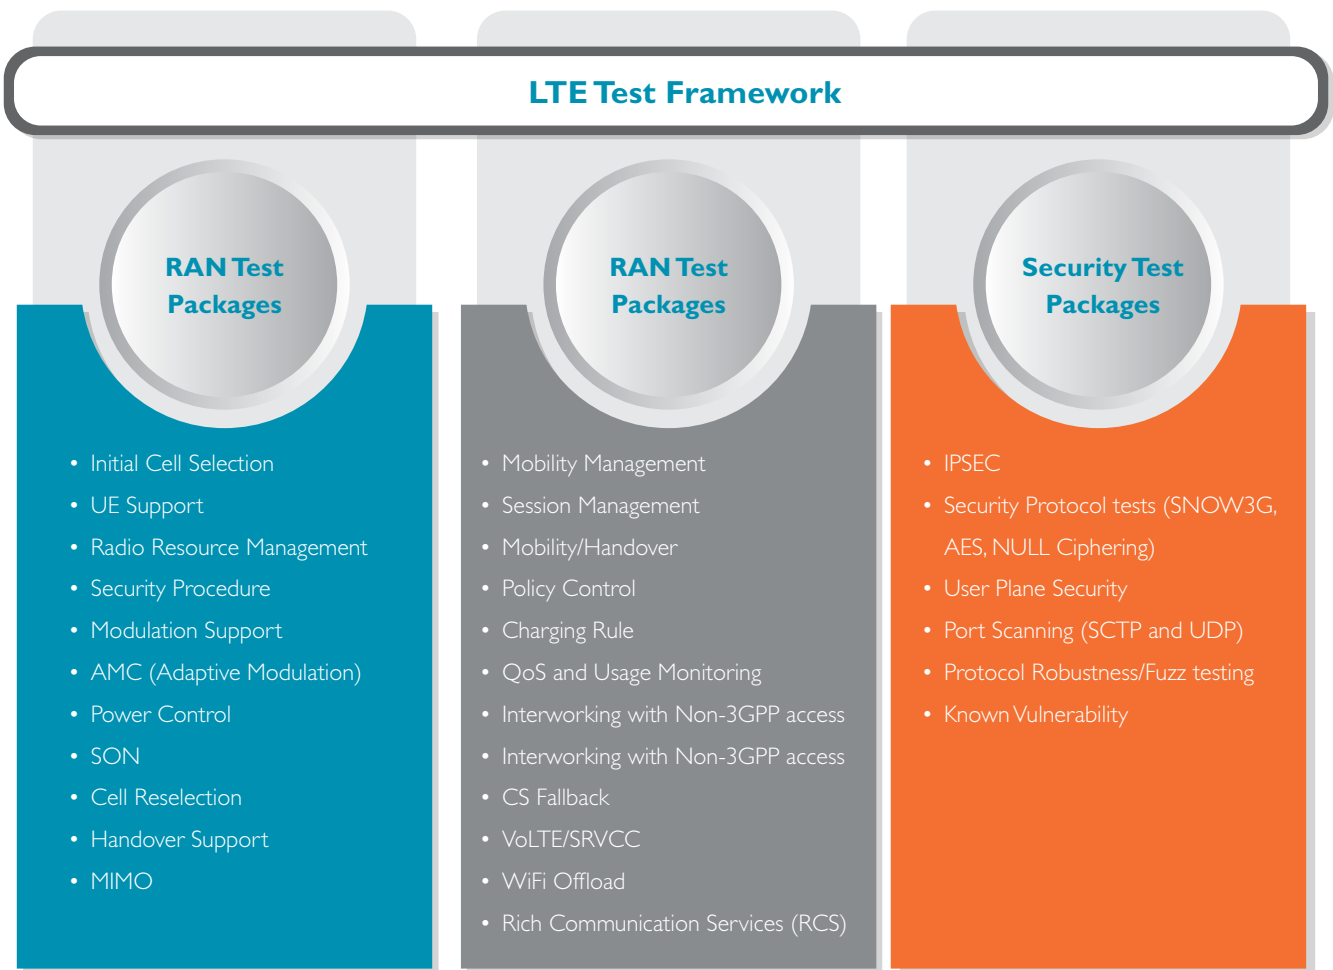 LTE Test Framework
RAN Test
Packages
• Initial Cell Selection
• UE Support
• Radio Resource Management
• Security Procedure
• Modulation Support
• AMC (Adaptive Modulation)
• Power Control
• SON
• Cell Reselection
• Handover Support
• MIMO
RAN Test
Packages
• Mobility Management
• Session Management
• Mobility/Handover
• Policy Control
• Charging Rule
• QoS and Usage Monitoring
• Interworking with Non-3GPP access
• Interworking with Non-3GPP access
• CS Fallback
• VoLTE/SRVCC
• WiFi Offload
• Rich Communication Services (RCS)
Security Test
Packages
• IPSEC
• Security Protocol tests (SNOW3G,
AES, NULL Ciphering)
• User Plane Security
• Port Scanning (SCTP and UDP)
• Protocol Robustness/Fuzz testing
• Known Vulnerability